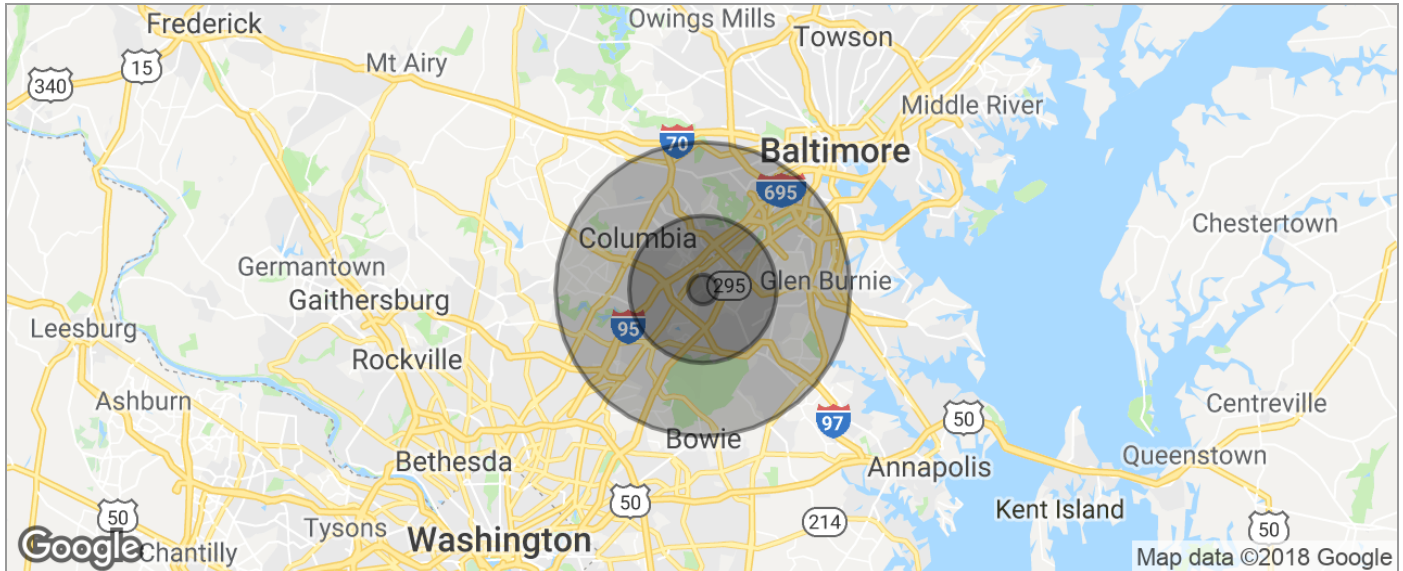 Owings Mills
Frederick
Towson
15
Mt Airy
340
Middle River
70
Baltimore
695
Chestertown
Columbia
Germantown
295
Glen Burnie
Gaithersburg
Leesburg
95
Rockville
Ashburn
Centreville
50
97
Bowie
Queenstown
Bethesda
Annapolis
50
Kent Island
50
214
50
Tysons
Washington
Google
Chantilly
Map data ©2018 Google